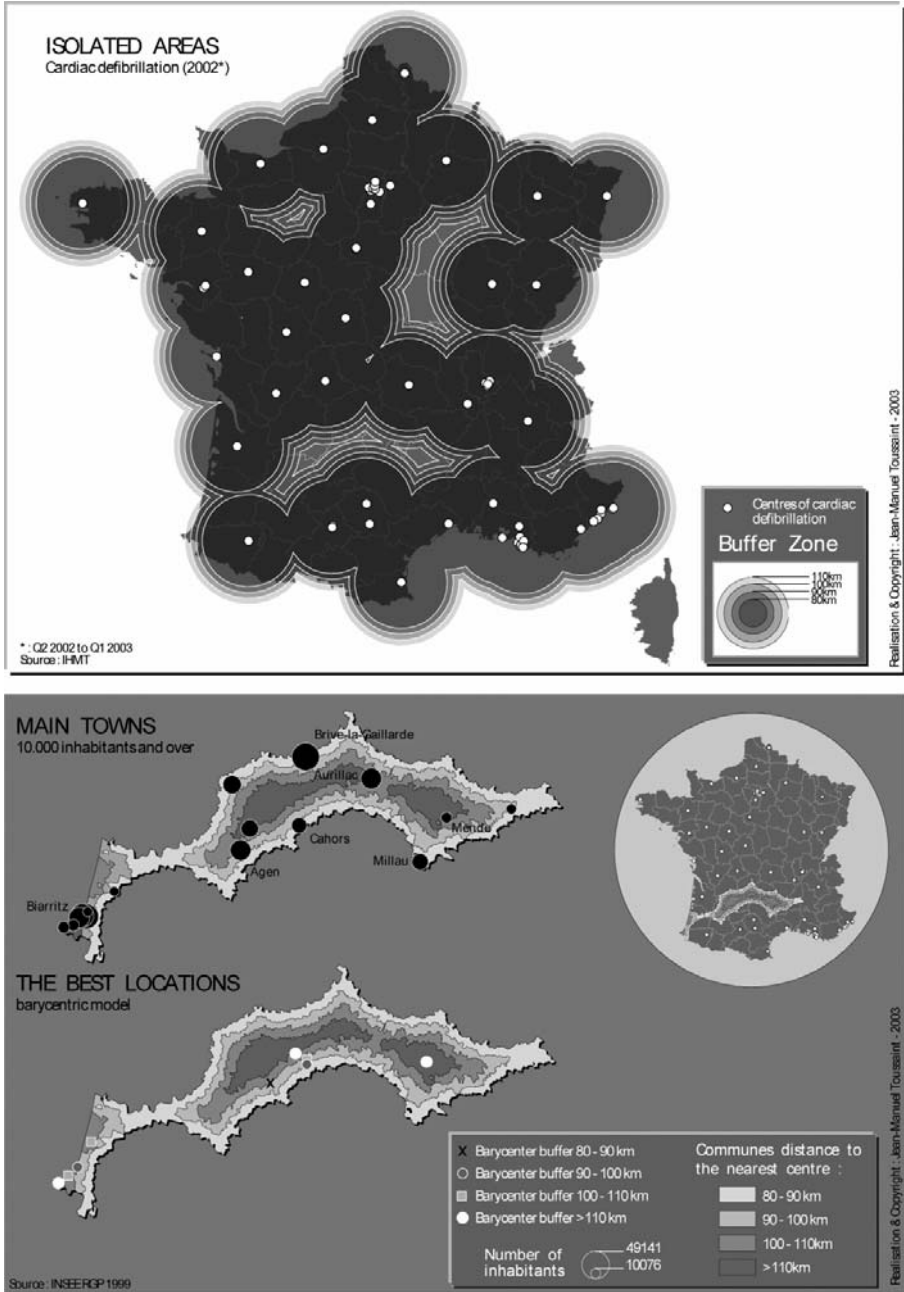 ISOLATED AREAS
Cardiac defibrillation (2002*)
Centres of cardiac
defibrillation
Buffer Zone
110km
100km
90km
80km
* : Q2 2002 to Q1 2003
Source : IHMT
Realisation & Copyright : Jean-Manuel Toussaint - 2003
MAIN TOWNS
10.000 inhabitants and over
Brive-la-Gaillarde
Aurillac
Mende
Cahors
Millau
Agen
Biarritz
THE BEST LOCATIONS
barycentric model
x Barycenter buffer 80 - 90 km
Barycenter buffer 90 - 100 km
Barycenter buffer 100 - 110 km
Barycenter buffer >110 km
Number of
inhabitants
49141
10076
Communes distance to
the nearest centre :
80 - 90 km
90 - 100 km
100 - 110km
>110km
Source : INSEE RGP 1999
Realisation & Copyright : Jean-Manuel Toussaint - 2003